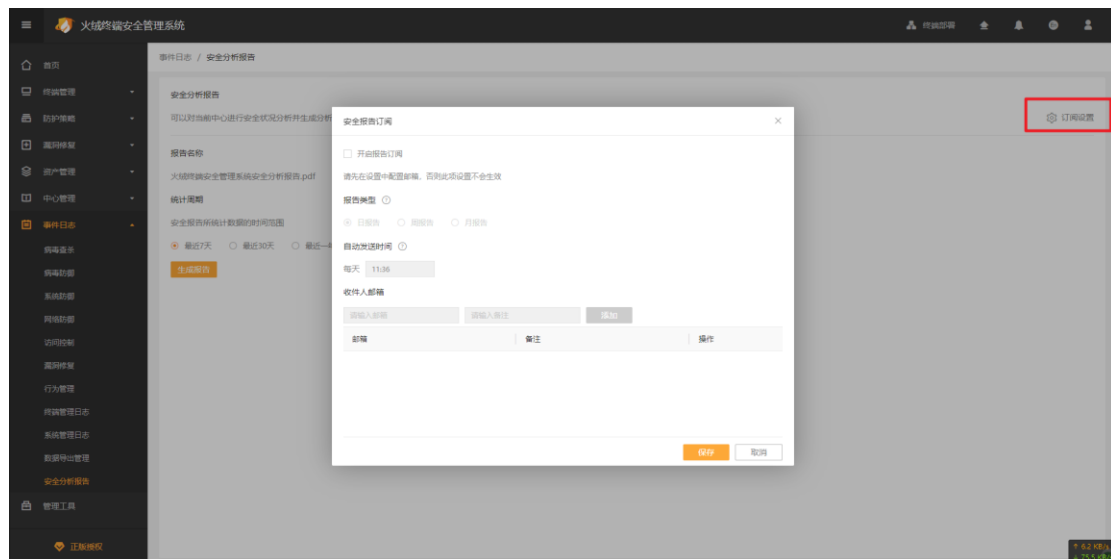 火绒终端安全管理系统
终端部署
首页
终端管理
防护策略
漏洞修复
资产管理
中心管理
事件日志
病毒查杀
病毒防御
系统防御
网络防御
访问控制
漏洞修复
行为管理
终端管理日志
系统管理日志
数据导出管理
安全分析报告
管理工具
正版授权
事件日志 / 安全分析报告
安全分析报告
可以对当前中心进行安全状况分析并生成分析
订阅设置
报告名称
火绒终端安全管理系统安全分析报告.pdf
统计周期
安全报告所统计数据的时间范围
最近7天 最近30天 最近一
生成报告
安全报告订阅
开启报告订阅
请先在设置中配置邮箱，否则此项设置不会生效
报告类型
日报告 周报告 月报告
自动发送时间
每天 11:36
收件人邮箱
请输入邮箱 请输入备注 添加
邮箱 备注 操作
保存 取消
6.2 KB/s
75.5 KB/s